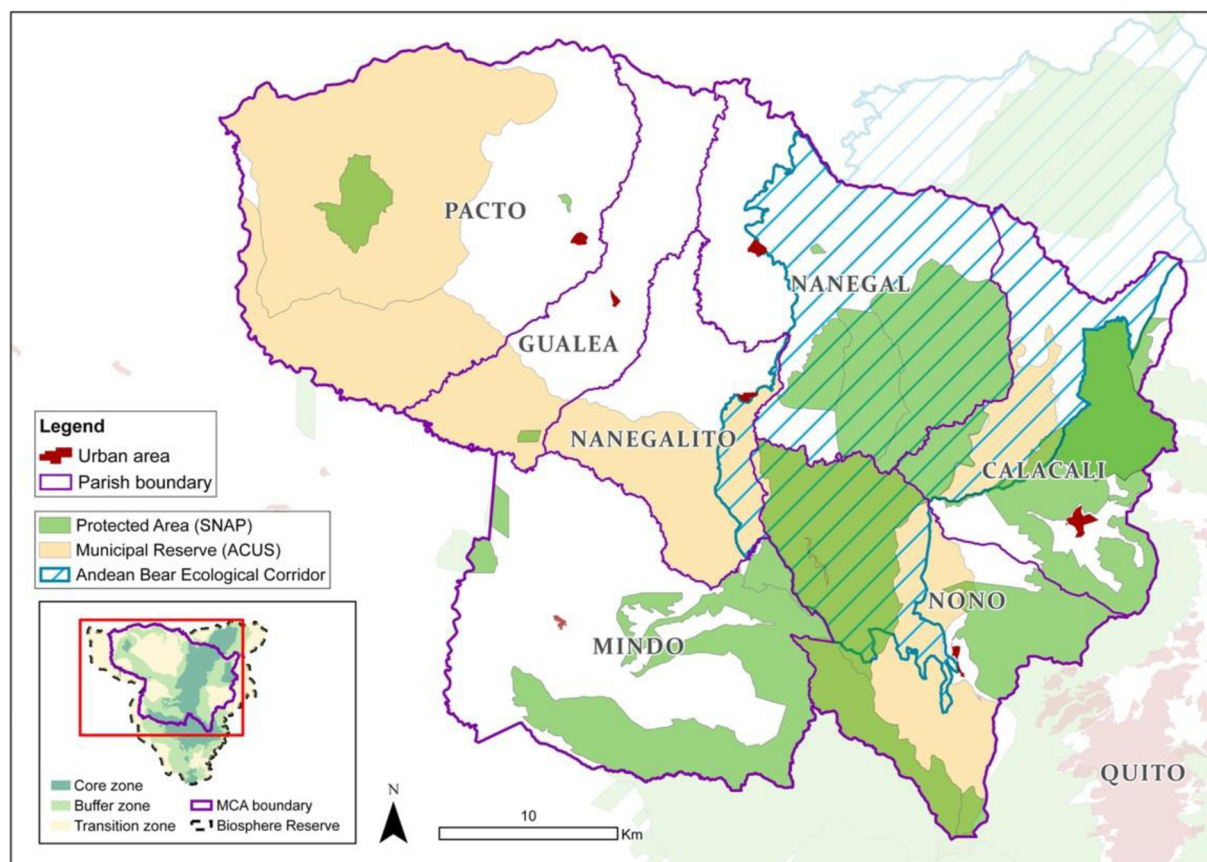 PACTO
NANEGAL
GUALEA
NANEGALITO
CALACALI
NONO
MINDO
QUITO
Legend
Urban area
Parish boundary
Protected Area (SNAP)
Municipal Reserve (ACUS)
Andean Bear Ecological Corridor
Core zone
Buffer zone
Transition zone
MCA boundary
Biosphere Reserve
N
10
Km